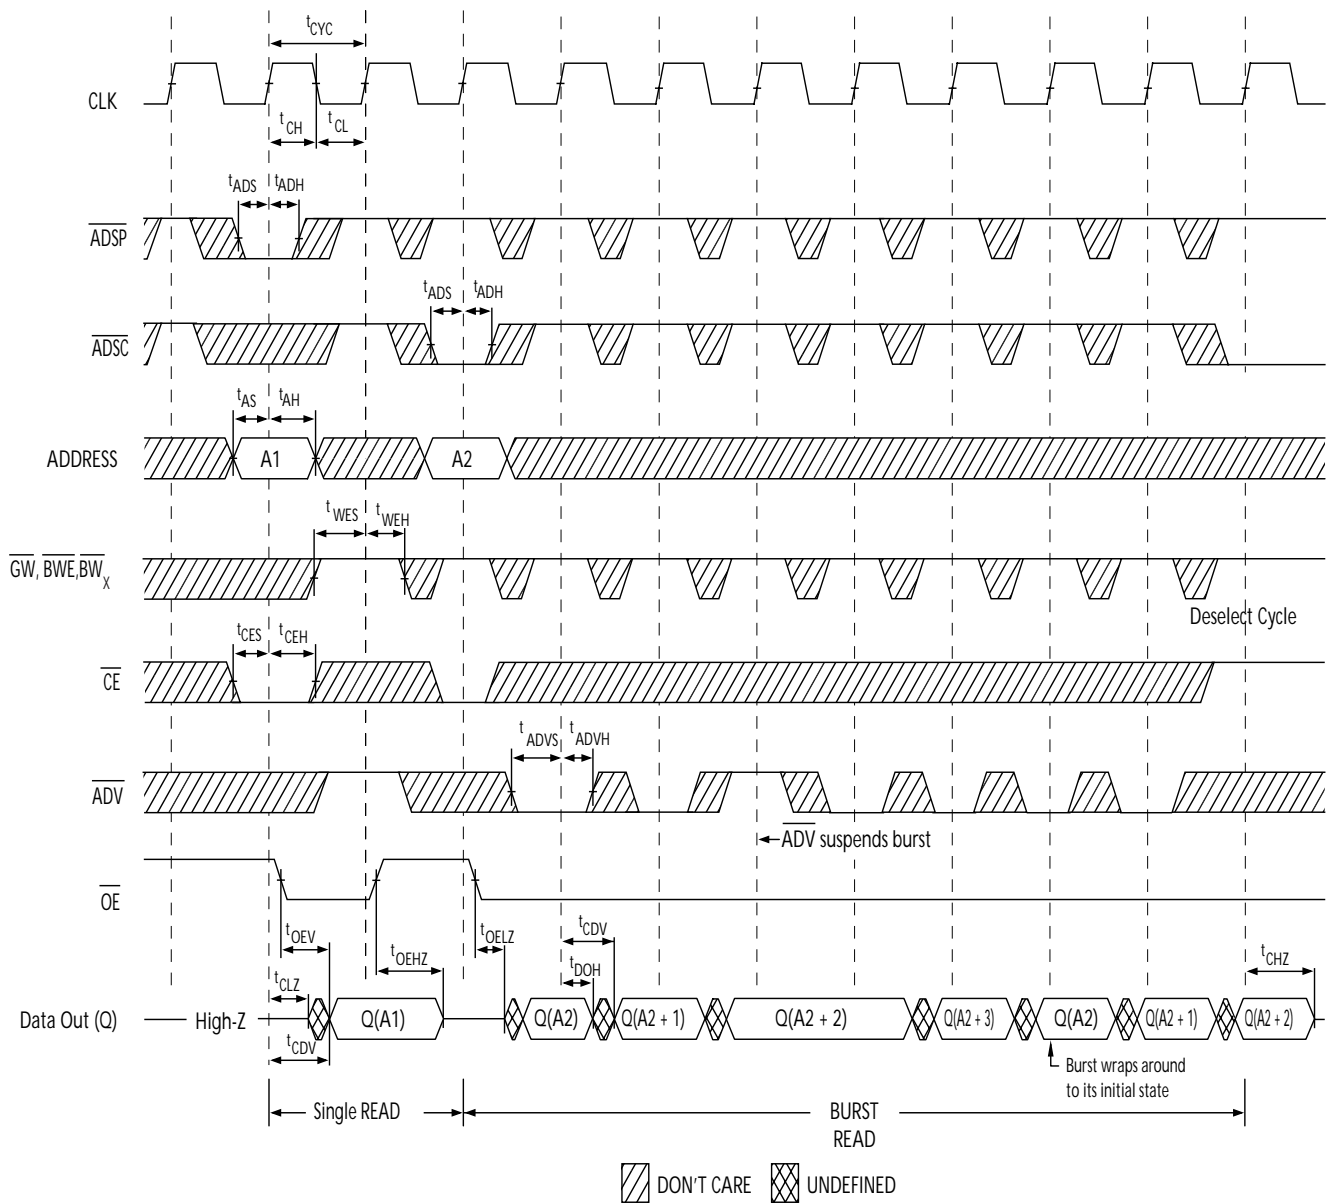 tCYC
CLK
tCH
tCL
tADS
tADH
ADSP
tADS
tADH
ADSC
tAS
tAH
ADDRESS
A1
A2
tWES
tWEH
GW, BWE,BWX
Deselect Cycle
tCES
tCEH
CE
tADVS
tADVH
ADV
ADV suspends burst
OE
tOEV
tOEHZ
tOELZ
tCDV
tDOH
tCLZ
tCHZ
Data Out (Q)
High-Z
Q(A1)
Q(A2)
Q(A2 + 1)
Q(A2 + 2)
Q(A2 + 3)
Q(A2)
Q(A2 + 1)
Q(A2 + 2)
tCDV
Burst wraps around
to its initial state
Single READ
BURST
READ
DON'T CARE
UNDEFINED